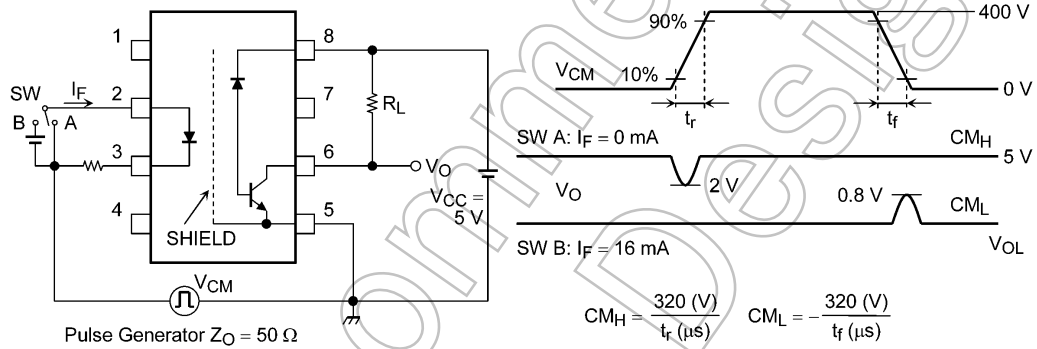 1
2
3
4
8
7
6
5
SW
I_F
B
A
SHIELD
R_L
V_O
V_CC =
5 V
V_CM
Pulse Generator Z_O = 50 Ω
90%
400 V
V_CM
10%
0 V
t_r
t_f
SW A: I_F = 0 mA
CM_H
5 V
2 V
V_O
0.8 V
CM_L
V_OL
SW B: I_F = 16 mA
CM_H = 320 (V) / t_r (μs)
CM_L = - 320 (V) / t_f (μs)